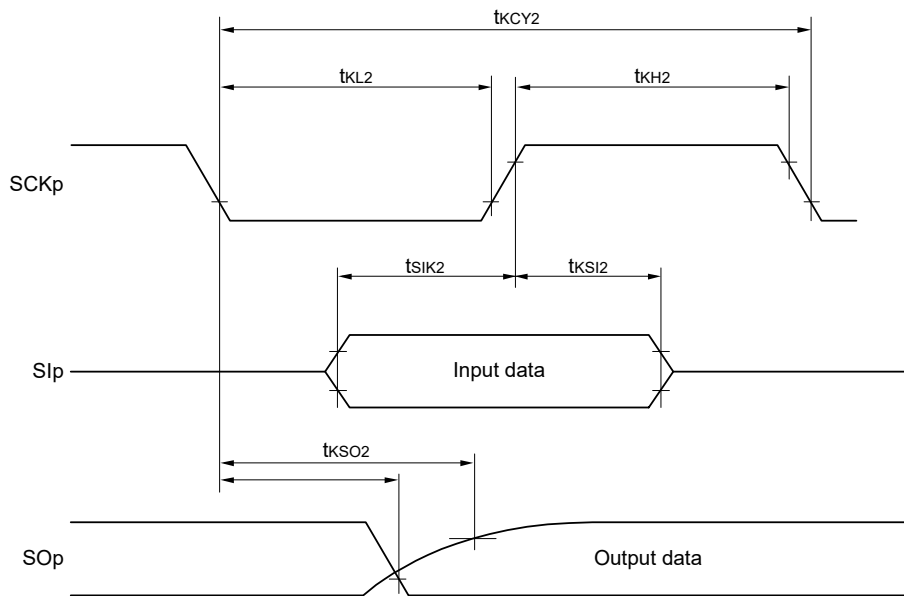 tKCY2
tKL2
tKH2
SCKp
tSIK2
tKSI2
SIp
Input data
tKSO2
SOp
Output data